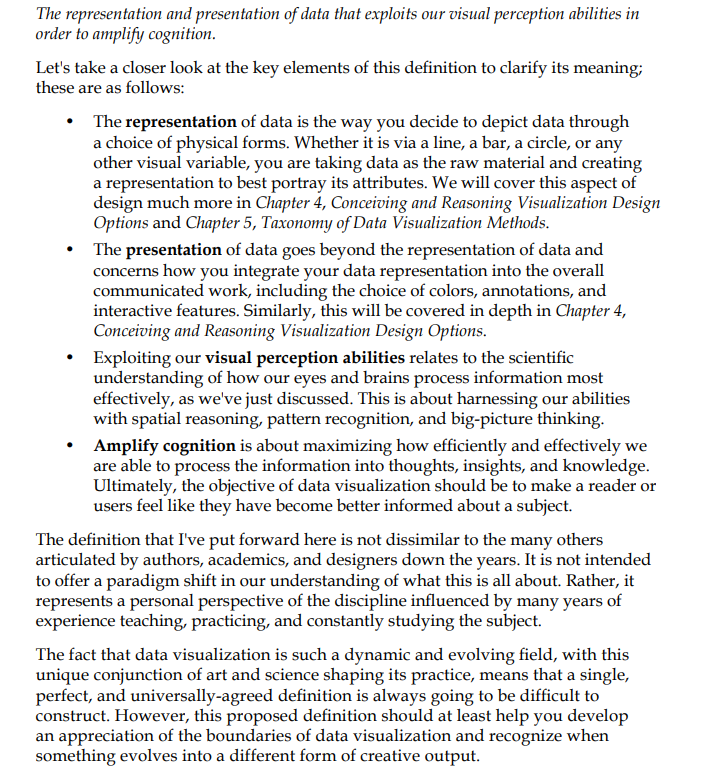 The representation and presentation of data that exploits our visual perception abilities in
order to amplify cognition.
Let's take a closer look at the key elements of this definition to clarify its meaning;
these are as follows:
• The representation of data is the way you decide to depict data through
a choice of physical forms. Whether it is via a line, a bar, a circle, or any
other visual variable, you are taking data as the raw material and creating
a representation to best portray its attributes. We will cover this aspect of
design much more in Chapter 4, Conceiving and Reasoning Visualization Design
Options and Chapter 5, Taxonomy of Data Visualization Methods.
• The presentation of data goes beyond the representation of data and
concerns how you integrate your data representation into the overall
communicated work, including the choice of colors, annotations, and
interactive features. Similarly, this will be covered in depth in Chapter 4,
Conceiving and Reasoning Visualization Design Options.
• Exploiting our visual perception abilities relates to the scientific
understanding of how our eyes and brains process information most
effectively, as we've just discussed. This is about harnessing our abilities
with spatial reasoning, pattern recognition, and big-picture thinking.
• Amplify cognition is about maximizing how efficiently and effectively we
are able to process the information into thoughts, insights, and knowledge.
Ultimately, the objective of data visualization should be to make a reader or
users feel like they have become better informed about a subject.
The definition that I've put forward here is not dissimilar to the many others
articulated by authors, academics, and designers down the years. It is not intended
to offer a paradigm shift in our understanding of what this is all about. Rather, it
represents a personal perspective of the discipline influenced by many years of
experience teaching, practicing, and constantly studying the subject.
The fact that data visualization is such a dynamic and evolving field, with this
unique conjunction of art and science shaping its practice, means that a single,
perfect, and universally-agreed definition is always going to be difficult to
construct. However, this proposed definition should at least help you develop
an appreciation of the boundaries of data visualization and recognize when
something evolves into a different form of creative output.